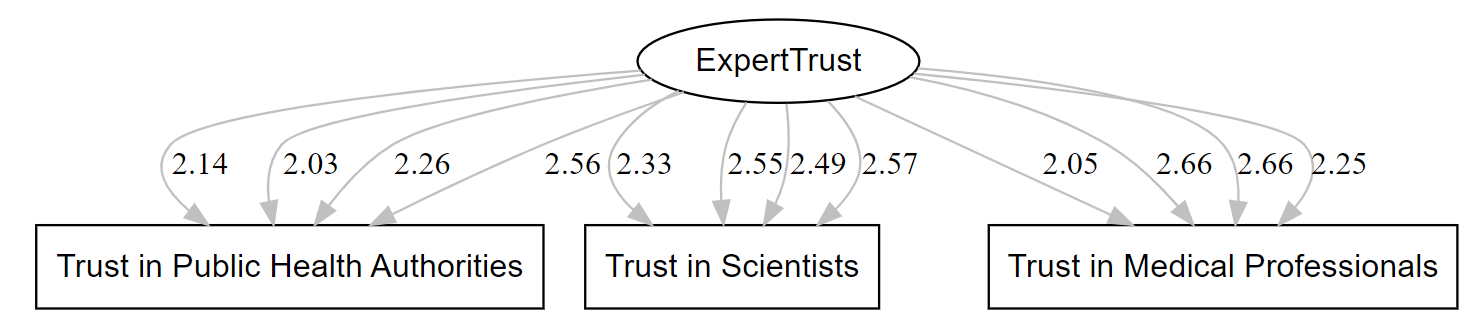 ExpertTrust
2.14 2.03 2.26 2.56 2.33 2.55 2.49 2.57 2.05 2.66 2.66 2.25
Trust in Public Health Authorities Trust in Scientists Trust in Medical Professionals